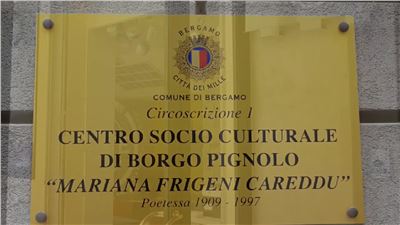 BERGAMO
CITTÀ DEI MILLE
COMUNE DI BERGAMO
Circoscrizione 1
CENTRO SOCIO CULTURALE
DI BORGO PIGNOLO
“MARIANA FRIGENI CAREDDU”
Poetessa 1909 - 1997